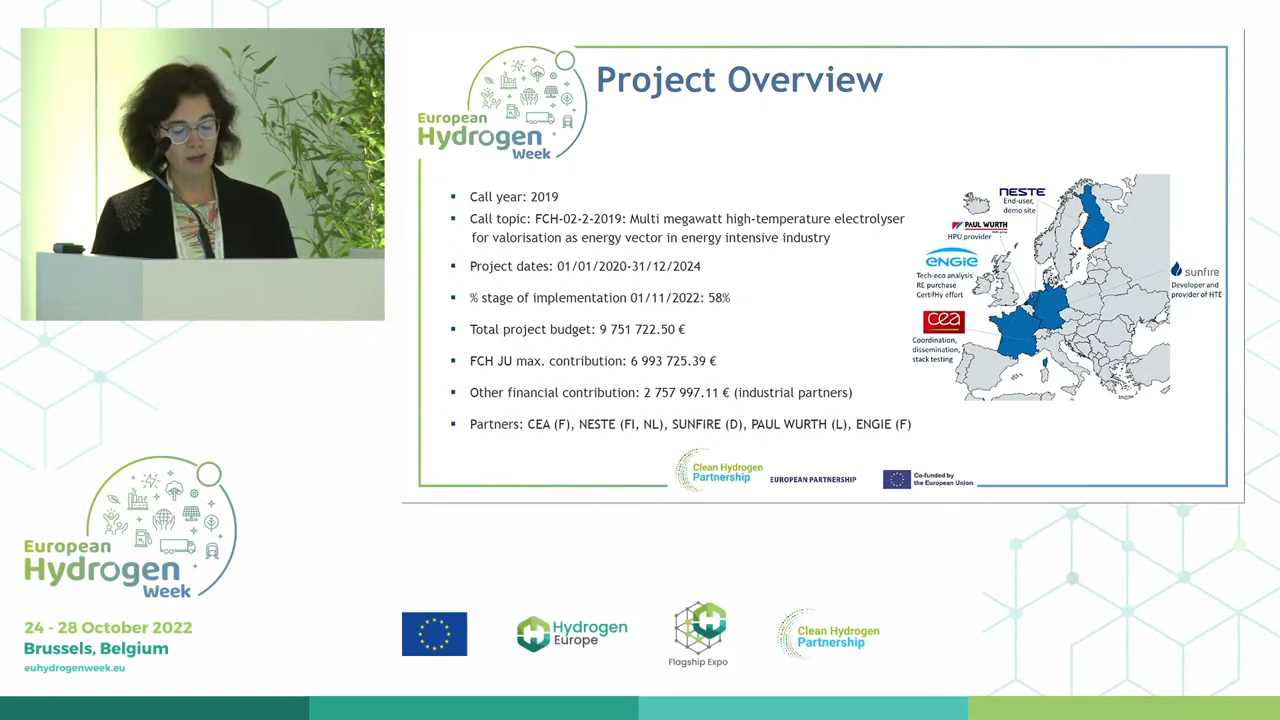 European
Hydrogen
Week
Project Overview
Call year: 2019
Call topic: FCH-02-2-2019: Multi megawatt high-temperature electrolyser
for valorisation as energy vector in energy intensive industry
Project dates: 01/01/2020-31/12/2024
% stage of implementation 01/11/2022: 58%
Total project budget: 9 751 722.50 €
FCH JU max. contribution: 6 993 725.39 €
Other financial contribution: 2 757 997.11 € (industrial partners)
Partners: CEA (F), NESTE (FI, NL), SUNFIRE (D), PAUL WURTH (L), ENGIE (F)
NESTE
End-user,
demo site
PAUL WURTH
HPU provider
ENGIE
Tech-eco analysis
RE purchase
CertifHy effort
cea
Coordination,
dissemination,
stack testing
sunfire
Developer and
provider of HTE
Clean Hydrogen
Partnership
EUROPEAN PARTNERSHIP
Co-funded by
the European Union
European
Hydrogen
Week
24 - 28 October 2022
Brussels, Belgium
euhydrogenweek.eu
Hydrogen
Europe
Flagship Expo
Clean Hydrogen
Partnership